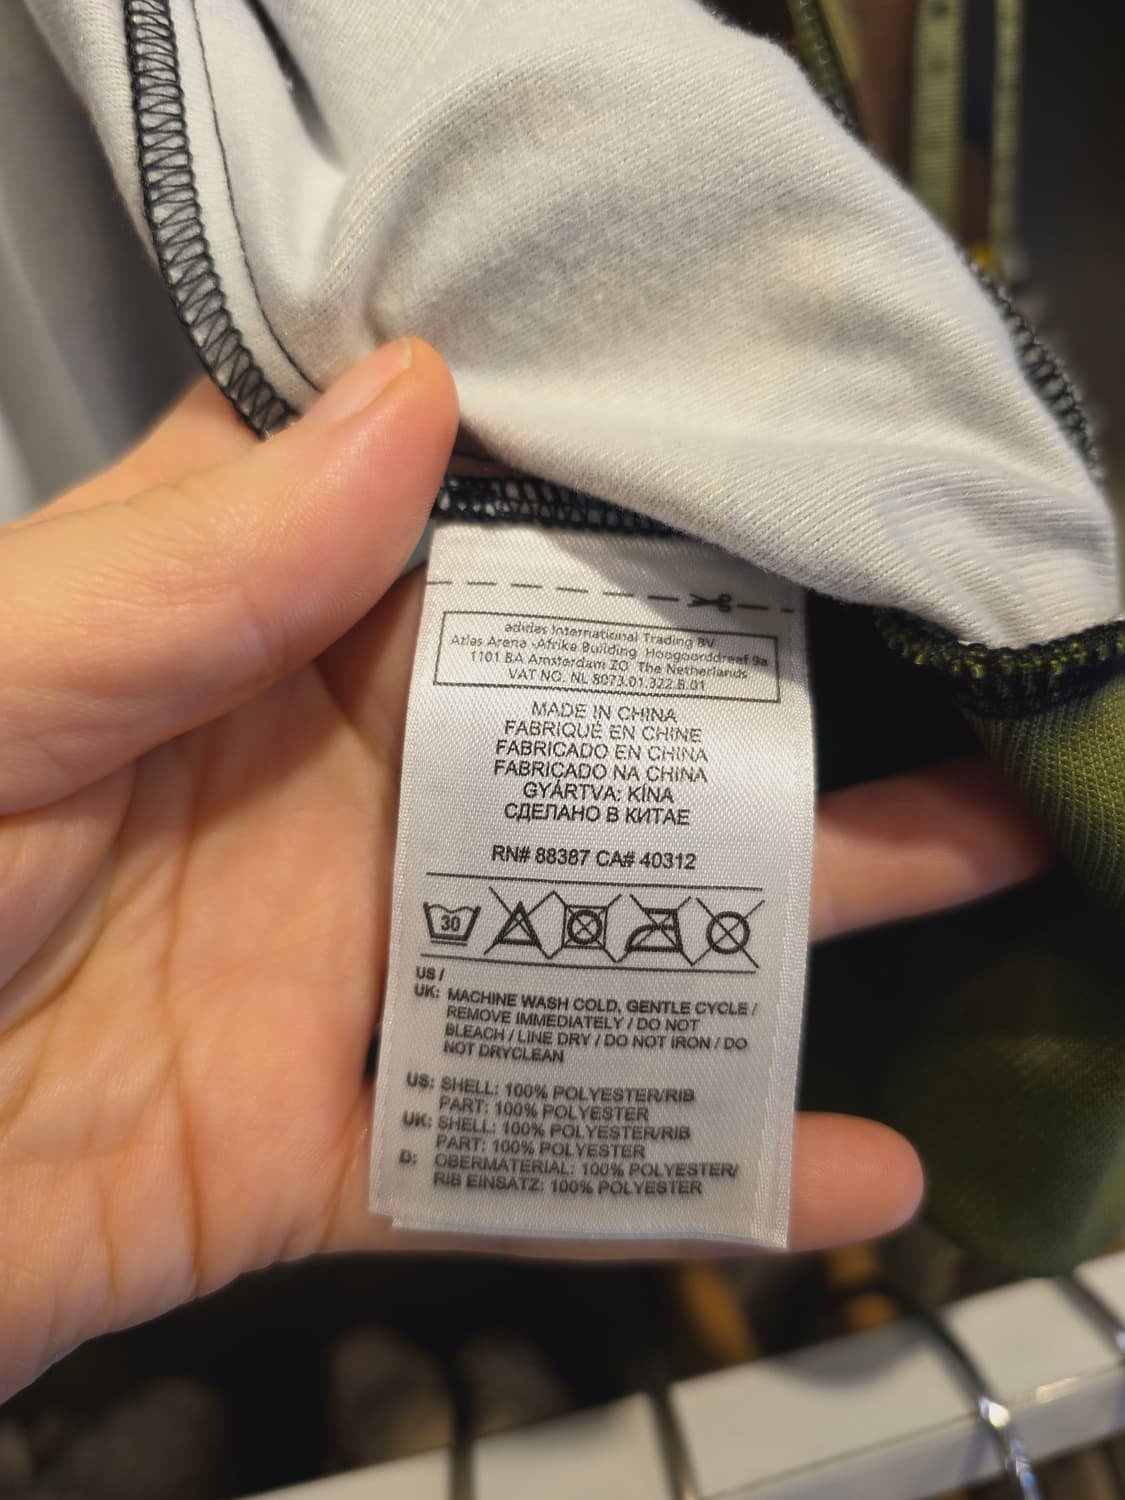 adidas International Trading BV
Atlas Arena -Afrike Building Hoogoorddreef 9a
1101 BA Amsterdam ZO The Netherlands
VAT NO. NL 8073.01.322.B.01
MADE IN CHINA
FABRIQUÉ EN CHINE
FABRICADO EN CHINA
FABRICADO NA CHINA
GYÁRTVA: KÍNA
СДЕЛАНО В КИТАЕ
RN# 88387 CA# 40312
30
US /
UK: MACHINE WASH COLD, GENTLE CYCLE /
REMOVE IMMEDIATELY / DO NOT
BLEACH / LINE DRY / DO NOT IRON / DO
NOT DRYCLEAN
US: SHELL: 100% POLYESTER/RIB
PART: 100% POLYESTER
UK: SHELL: 100% POLYESTER/RIB
PART: 100% POLYESTER
D: OBERMATERIAL: 100% POLYESTER/
RIB EINSATZ: 100% POLYESTER